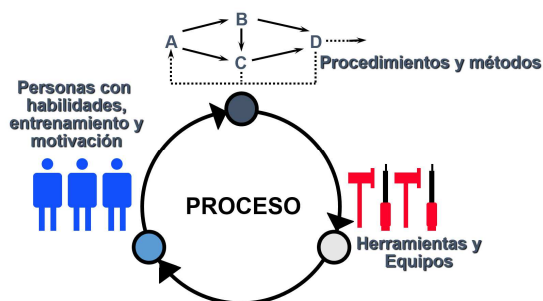 B
A
D
C
Procedimientos y métodos
Personas con
habilidades,
entrenamiento y
motivación
PROCESO
Herramientas y
Equipos